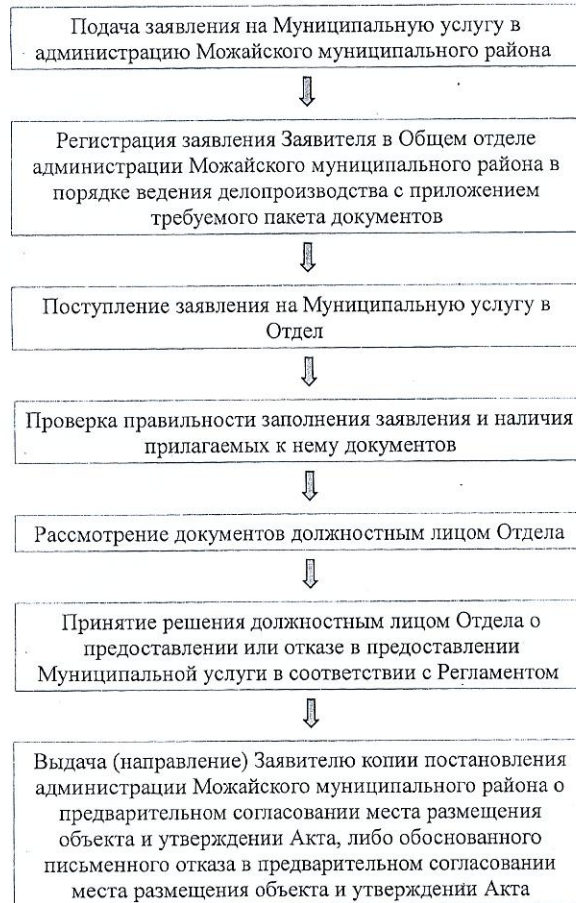 Подача заявления на Муниципальную услугу в
администрацию Можайского муниципального района
Регистрация заявления Заявителя в Общем отделе
администрации Можайского муниципального района в
порядке ведения делопроизводства с приложением
требуемого пакета документов
Поступление заявления на Муниципальную услугу в
Отдел
Проверка правильности заполнения заявления и наличия
прилагаемых к нему документов
Рассмотрение документов должностным лицом Отдела
Принятие решения должностным лицом Отдела о
предоставлении или отказе в предоставлении
Муниципальной услуги в соответствии с Регламентом
Выдача (направление) Заявителю копии постановления
администрации Можайского муниципального района о
предварительном согласовании места размещения
объекта и утверждении Акта, либо обоснованного
письменного отказа в предварительном согласовании
места размещения объекта и утверждении Акта